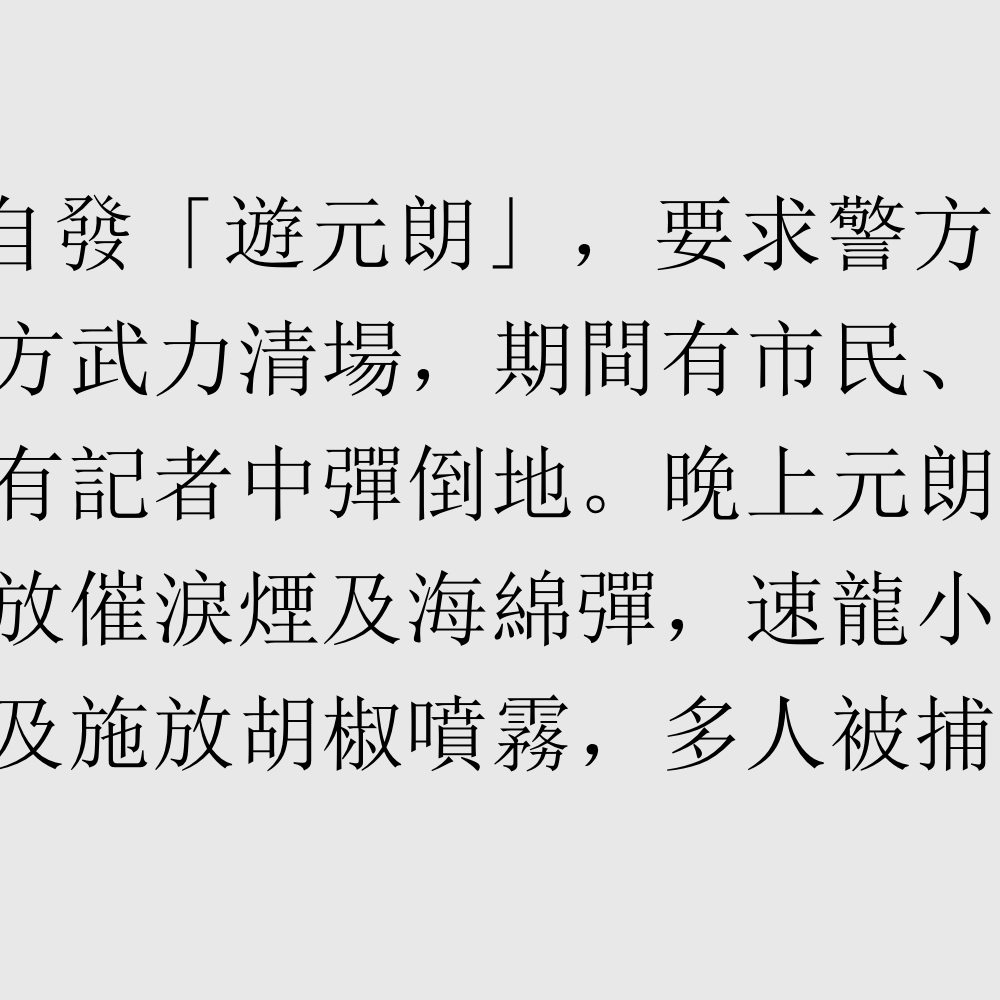 自發「遊元朗」，要求警方
方武力清場，期間有市民、
有記者中彈倒地。晚上元朗
放催淚煙及海綿彈，速龍小
及施放胡椒噴霧，多人被捕